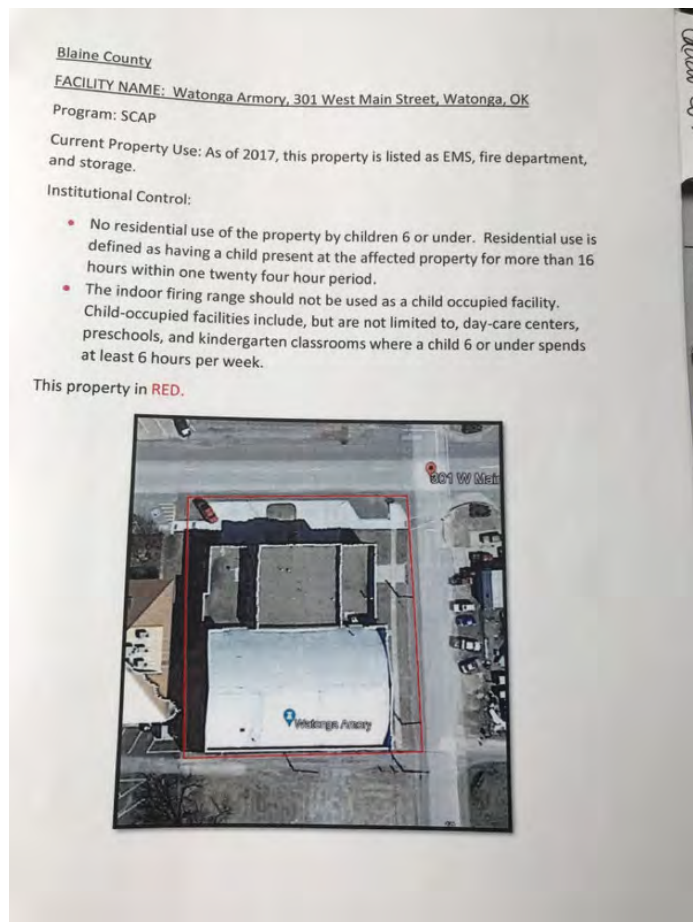 Blaine County
FACILITY NAME: Watonga Armory, 301 West Main Street, Watonga, OK
Program: SCAP
Current Property Use: As of 2017, this property is listed as EMS, fire department,
and storage.
Institutional Control:
• No residential use of the property by children 6 or under. Residential use is
defined as having a child present at the affected property for more than 16
hours within one twenty four hour period.
• The indoor firing range should not be used as a child occupied facility.
Child-occupied facilities include, but are not limited to, day-care centers,
preschools, and kindergarten classrooms where a child 6 or under spends
at least 6 hours per week.
This property in RED.
301 W Main
Watonga Armory